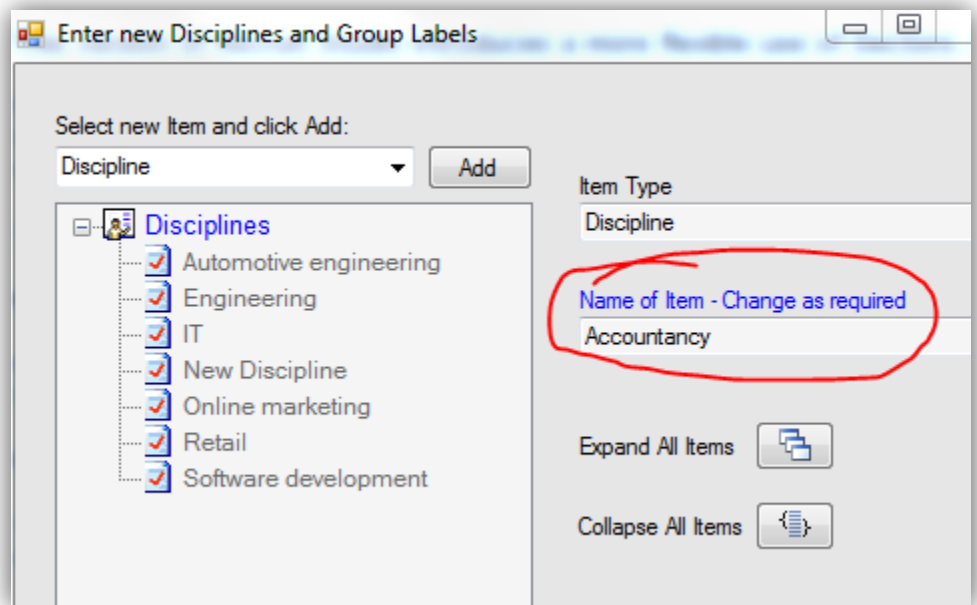 Enter new Disciplines and Group Labels
Select new Item and click Add:
Discipline
Add
Disciplines
Automotive engineering
Engineering
IT
New Discipline
Online marketing
Retail
Software development
Item Type
Discipline
Name of Item - Change as required
Accountancy
Expand All Items
Collapse All Items